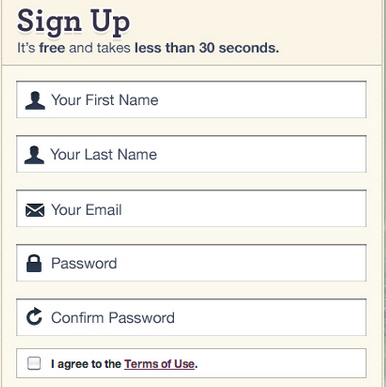 Sign Up
It's free and takes less than 30 seconds.
Your First Name
Your Last Name
Your Email
Password
Confirm Password
I agree to the Terms of Use.